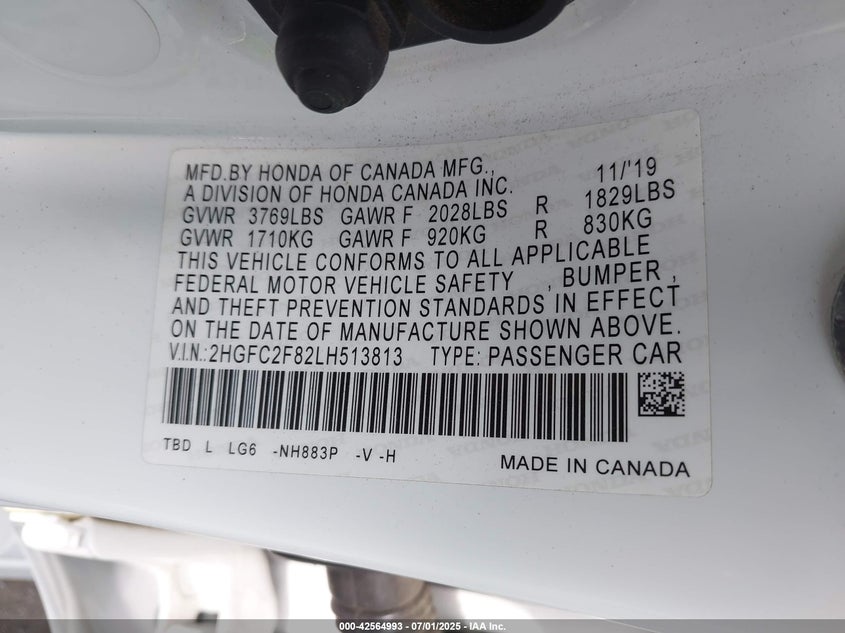 MFD.BY HONDA OF CANADA MFG., 11/'19
A DIVISION OF HONDA CANADA INC.
GVWR 3769LBS GAWR F 2028LBS R 1829LBS
GVWR 1710KG GAWR F 920KG R 830KG
THIS VEHICLE CONFORMS TO ALL APPLICABLE
FEDERAL MOTOR VEHICLE SAFETY , BUMPER ,
AND THEFT PREVENTION STANDARDS IN EFFECT
ON THE DATE OF MANUFACTURE SHOWN ABOVE.
V.I.N.:2HGFC2F82LH513813 TYPE: PASSENGER CAR
TBD L LG6 -NH883P -V -H
MADE IN CANADA
000-42564993 - 07/01/2025 - IAA Inc.